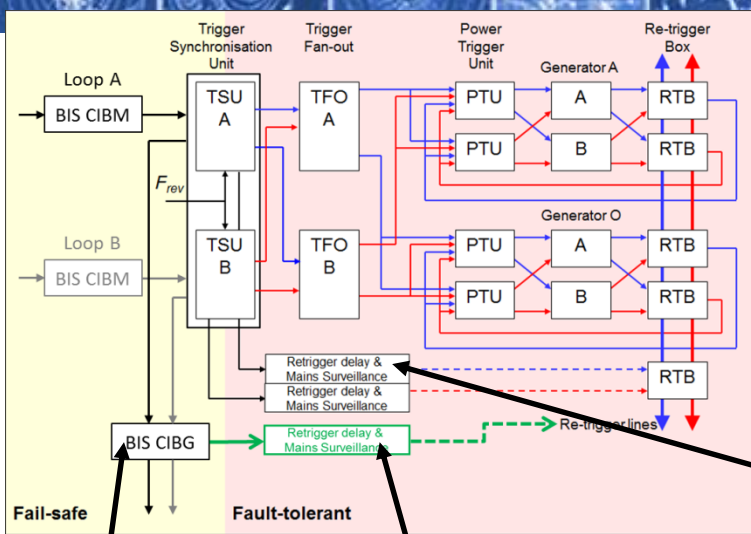 Trigger
Synchronisation
Unit
Trigger
Fan-out
Power
Trigger
Unit
Generator A
Re-trigger
Box
Loop A
BIS CIBM
TSU
A
TFO
A
PTU
A
RTB
PTU
B
RTB
Frev
Generator O
Loop B
BIS CIBM
TSU
B
TFO
B
PTU
A
RTB
PTU
B
RTB
Retrigger delay &
Mains Surveillance
Retrigger delay &
Mains Surveillance
RTB
BIS CIBG
Retrigger delay &
Mains Surveillance
Re-trigger lines
Fail-safe
Fault-tolerant